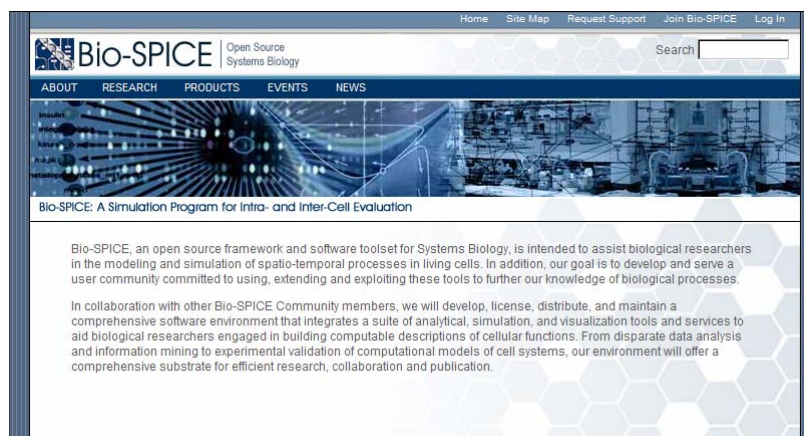 Home Site Map Request Support Join Bio-SPICE Log In
Bio-SPICE
Open Source
Systems Biology
Search
ABOUT RESEARCH PRODUCTS EVENTS NEWS
insulin
Bio-SPICE: A Simulation Program for Intra- and Inter-Cell Evaluation
Bio-SPICE, an open source framework and software toolset for Systems Biology, is intended to assist biological researchers
in the modeling and simulation of spatio-temporal processes in living cells. In addition, our goal is to develop and serve a
user community committed to using, extending and exploiting these tools to further our knowledge of biological processes.
In collaboration with other Bio-SPICE Community members, we will develop, license, distribute, and maintain a
comprehensive software environment that integrates a suite of analytical, simulation, and visualization tools and services to
aid biological researchers engaged in building computable descriptions of cellular functions. From disparate data analysis
and information mining to experimental validation of computational models of cell systems, our environment will offer a
comprehensive substrate for efficient research, collaboration and publication.